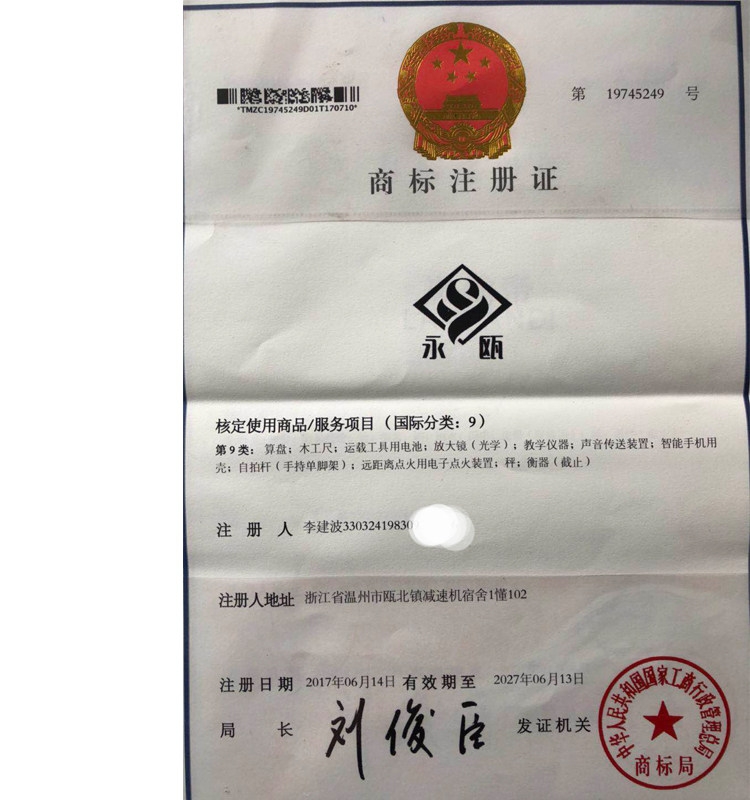 第 19745249 号
*TMZC19745249D01T170710*
商标注册证
永 瓯
核定使用商品/服务项目（国际分类：9）
第9类：算盘；木工尺；运载工具用电池；放大镜（光学）；教学仪器；声音传送装置；智能手机用
壳；自拍杆（手持单脚架）；远距离点火用电子点火装置；秤；衡器（截止）
注 册 人 李建波33032419830
注册人地址 浙江省温州市瓯北镇减速机宿舍1懂102
注册日期 2017年06月14日 有效期至 2027年06月13日
局 长 刘俊臣 发证机关
中华人民共和国国家工商行政管理总局
商标局